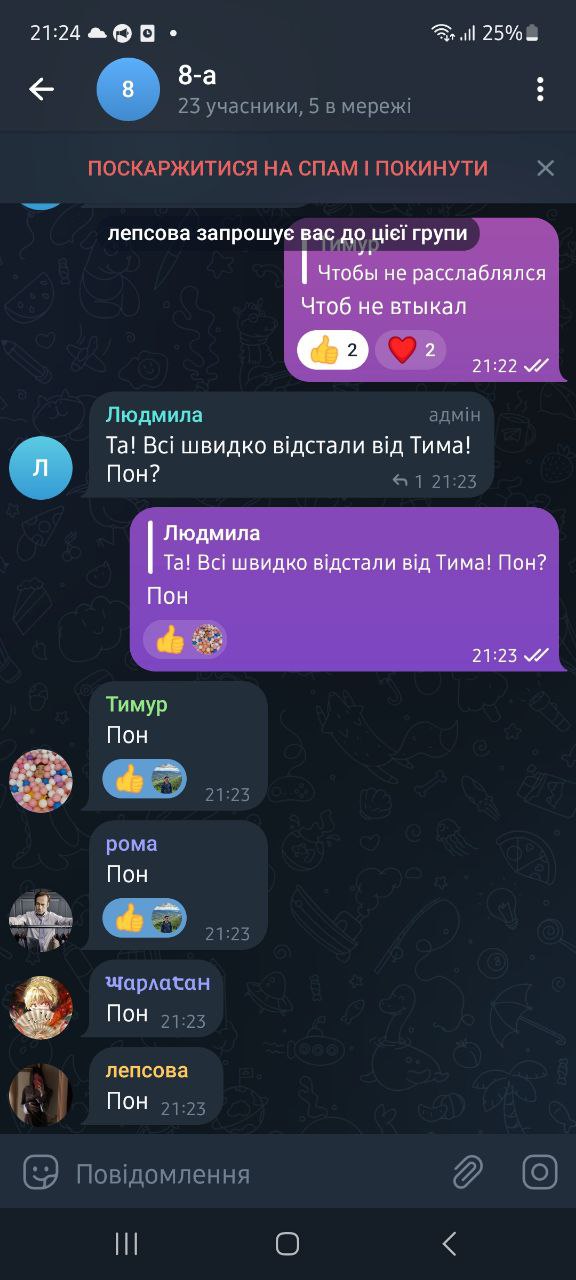 21:24
25%
8
8-а
23 учасники, 5 в мережі
ПОСКАРЖИТИСЯ НА СПАМ І ПОКИНУТИ
лепсова запрошує вас до цієї групи
Тимур
Чтобы не расслаблялся
Чтоб не втыкал
2
2
21:22
Людмила
адмін
Л
Та! Всі швидко відстали від Тима!
Пон?
1 21:23
Людмила
Та! Всі швидко відстали від Тима! Пон?
Пон
21:23
Тимур
Пон
21:23
рома
Пон
21:23
Шарлатан
Пон 21:23
лепсова
Пон 21:23
Повідомлення